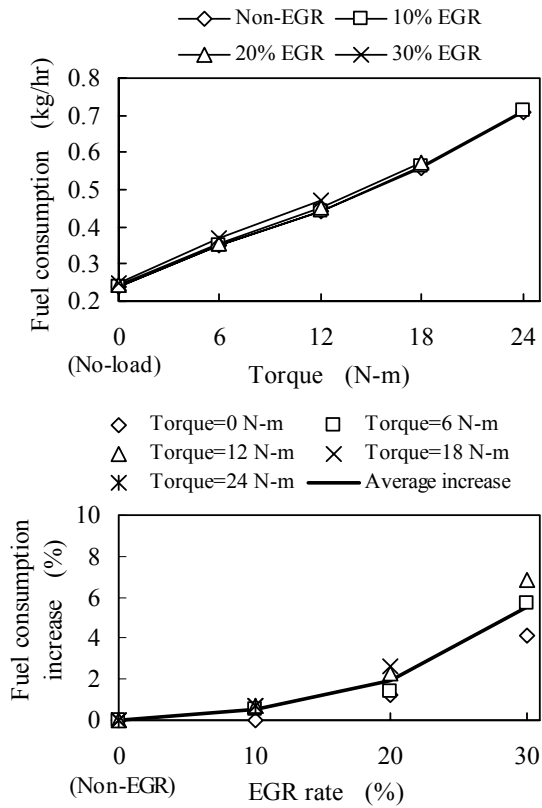 Non-EGR 10% EGR
20% EGR 30% EGR
0.8
0.7
0.6
0.5
0.4
0.3
0.2
Fuel consumption (kg/hr)
0 6 12 18 24
(No-load)
Torque (N-m)
Torque=0 N-m Torque=6 N-m
Torque=12 N-m Torque=18 N-m
Torque=24 N-m Average increase
10
8
6
4
2
0
Fuel consumption
increase (%)
0 10 20 30
(Non-EGR)
EGR rate (%)